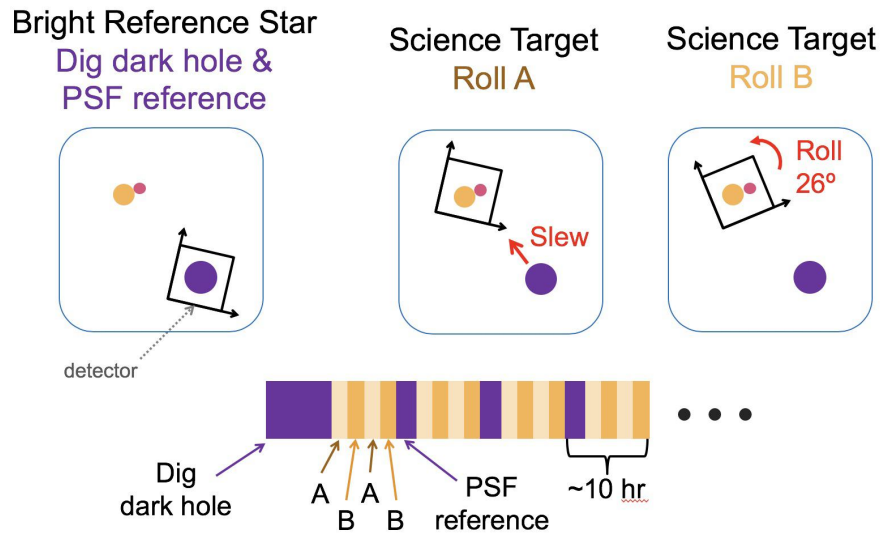 Bright Reference Star
Dig dark hole &
PSF reference
Science Target
Roll A
Science Target
Roll B
Roll
26º
Slew
detector
Dig
dark hole
A
B
A
B
PSF
reference
~10 hr